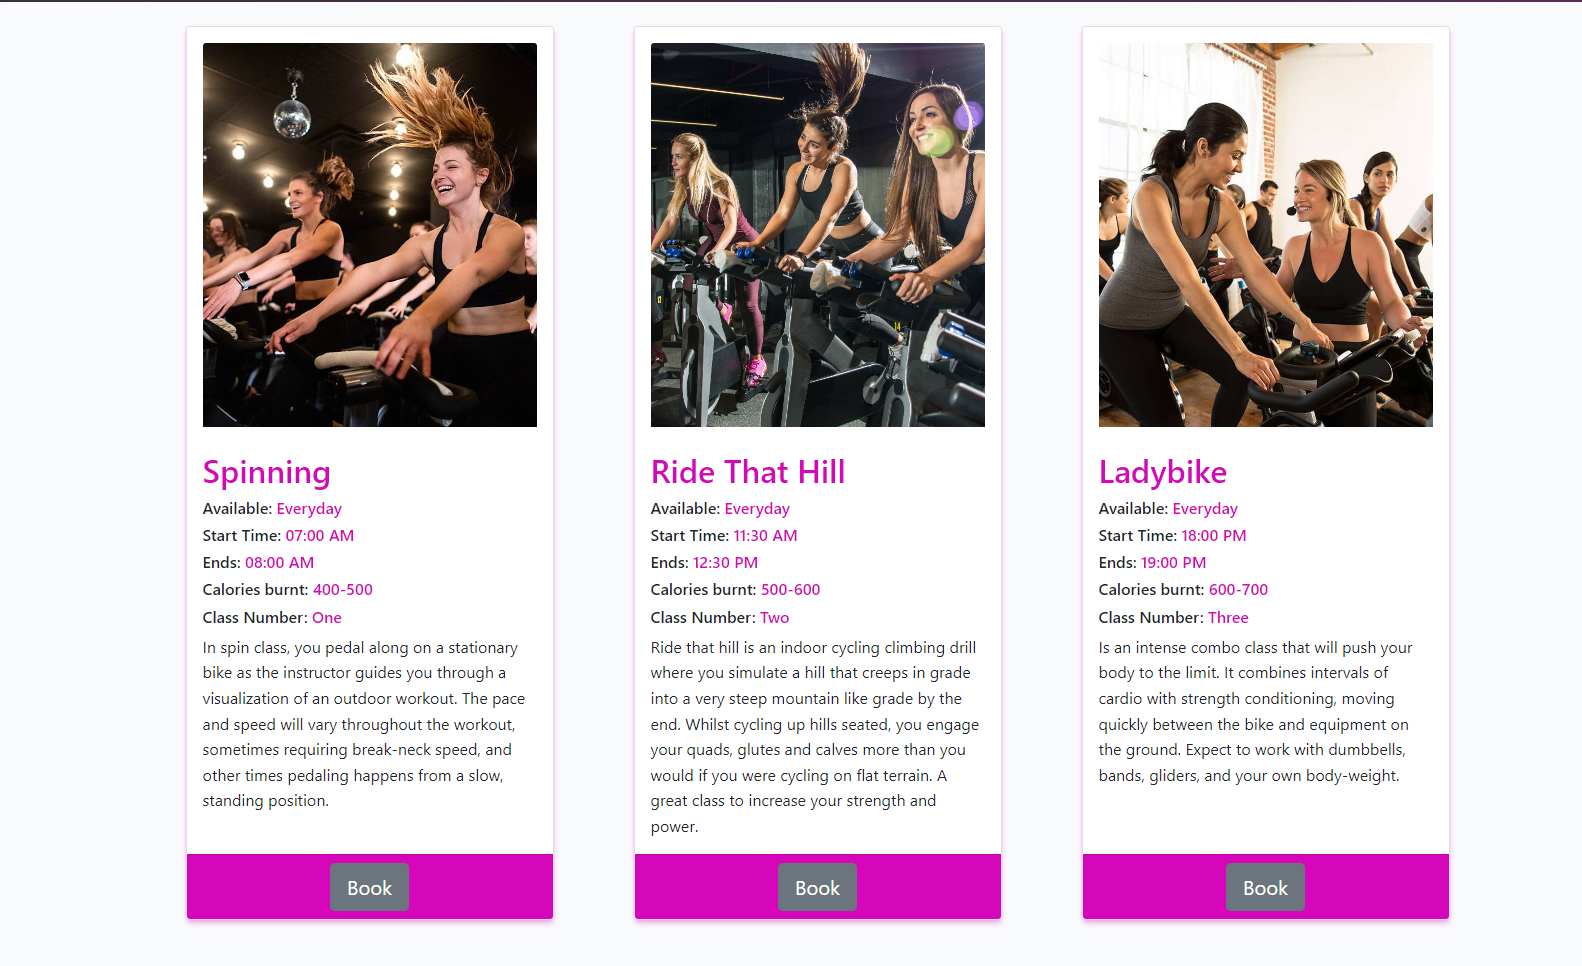 Spinning
Available: Everyday
Start Time: 07:00 AM
Ends: 08:00 AM
Calories burnt: 400-500
Class Number: One
In spin class, you pedal along on a stationary
bike as the instructor guides you through a
visualization of an outdoor workout. The pace
and speed will vary throughout the workout,
sometimes requiring break-neck speed, and
other times pedaling happens from a slow,
standing position.
Book
Ride That Hill
Available: Everyday
Start Time: 11:30 AM
Ends: 12:30 PM
Calories burnt: 500-600
Class Number: Two
Ride that hill is an indoor cycling climbing drill
where you simulate a hill that creeps in grade
into a very steep mountain like grade by the
end. Whilst cycling up hills seated, you engage
your quads, glutes and calves more than you
would if you were cycling on flat terrain. A
great class to increase your strength and
power.
Book
Ladybike
Available: Everyday
Start Time: 18:00 PM
Ends: 19:00 PM
Calories burnt: 600-700
Class Number: Three
Is an intense combo class that will push your
body to the limit. It combines intervals of
cardio with strength conditioning, moving
quickly between the bike and equipment on
the ground. Expect to work with dumbbells,
bands, gliders, and your own body-weight.
Book